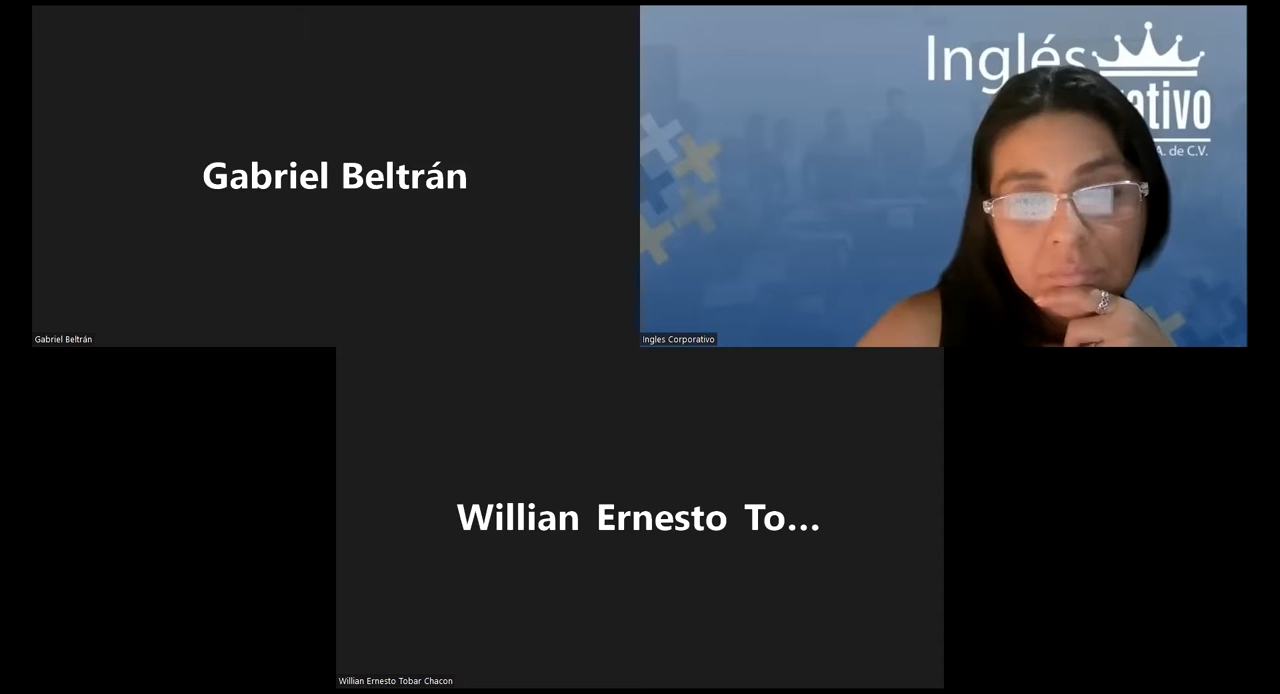 Gabriel Beltrán
Gabriel Beltrán
Inglés
ativo
A. de C.V.
Ingles Corporativo
Willian Ernesto To...
Willian Ernesto Tobar Chacon